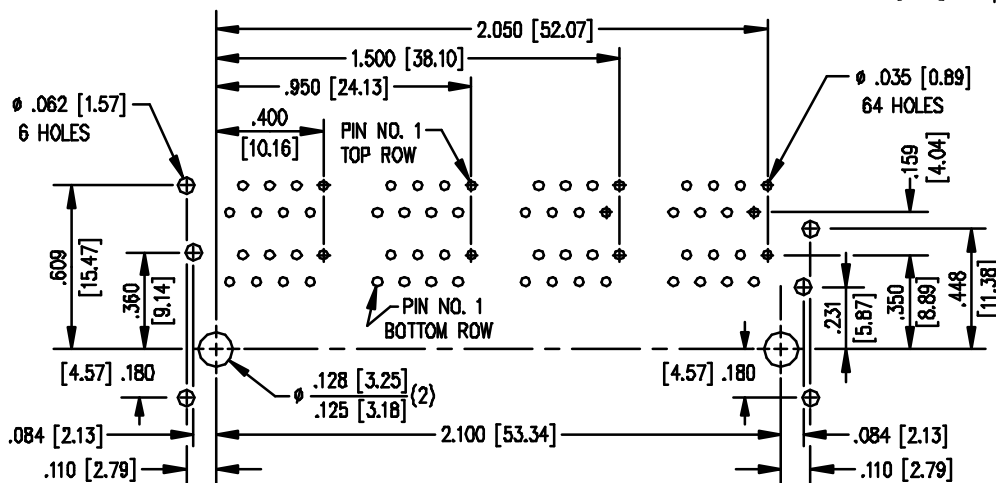 2.050 [52.07]
1.500 [38.10]
.950 [24.13]
ø .062 [1.57]
6 HOLES
.400
[10.16]
PIN NO. 1
TOP ROW
ø .035 [0.89]
64 HOLES
.159
[4.04]
.609
[15.47]
.360
[9.14]
PIN NO. 1
BOTTOM ROW
.231
[5.87]
.350
[8.89]
.448
[11.38]
[4.57] .180
ø .128 [3.25]
.125 [3.18]
(2)
[4.57] .180
.084 [2.13]
2.100 [53.34]
.084 [2.13]
.110 [2.79]
.110 [2.79]